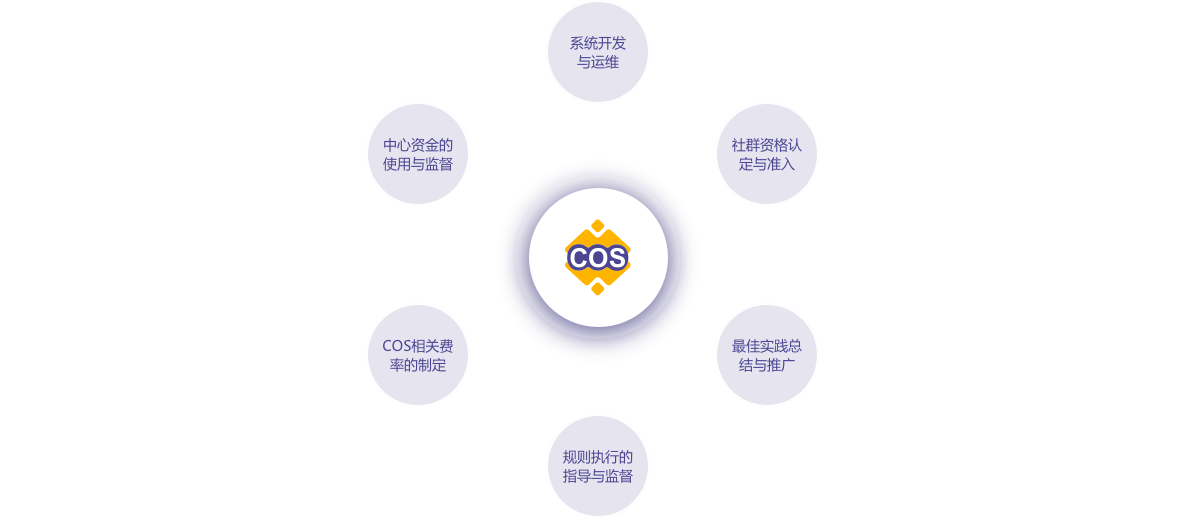 系统开发
与运维
中心资金的
使用与监督
社群资格认
定与准入
COS
COS相关费
率的制定
最佳实践总
结与推广
规则执行的
指导与监督